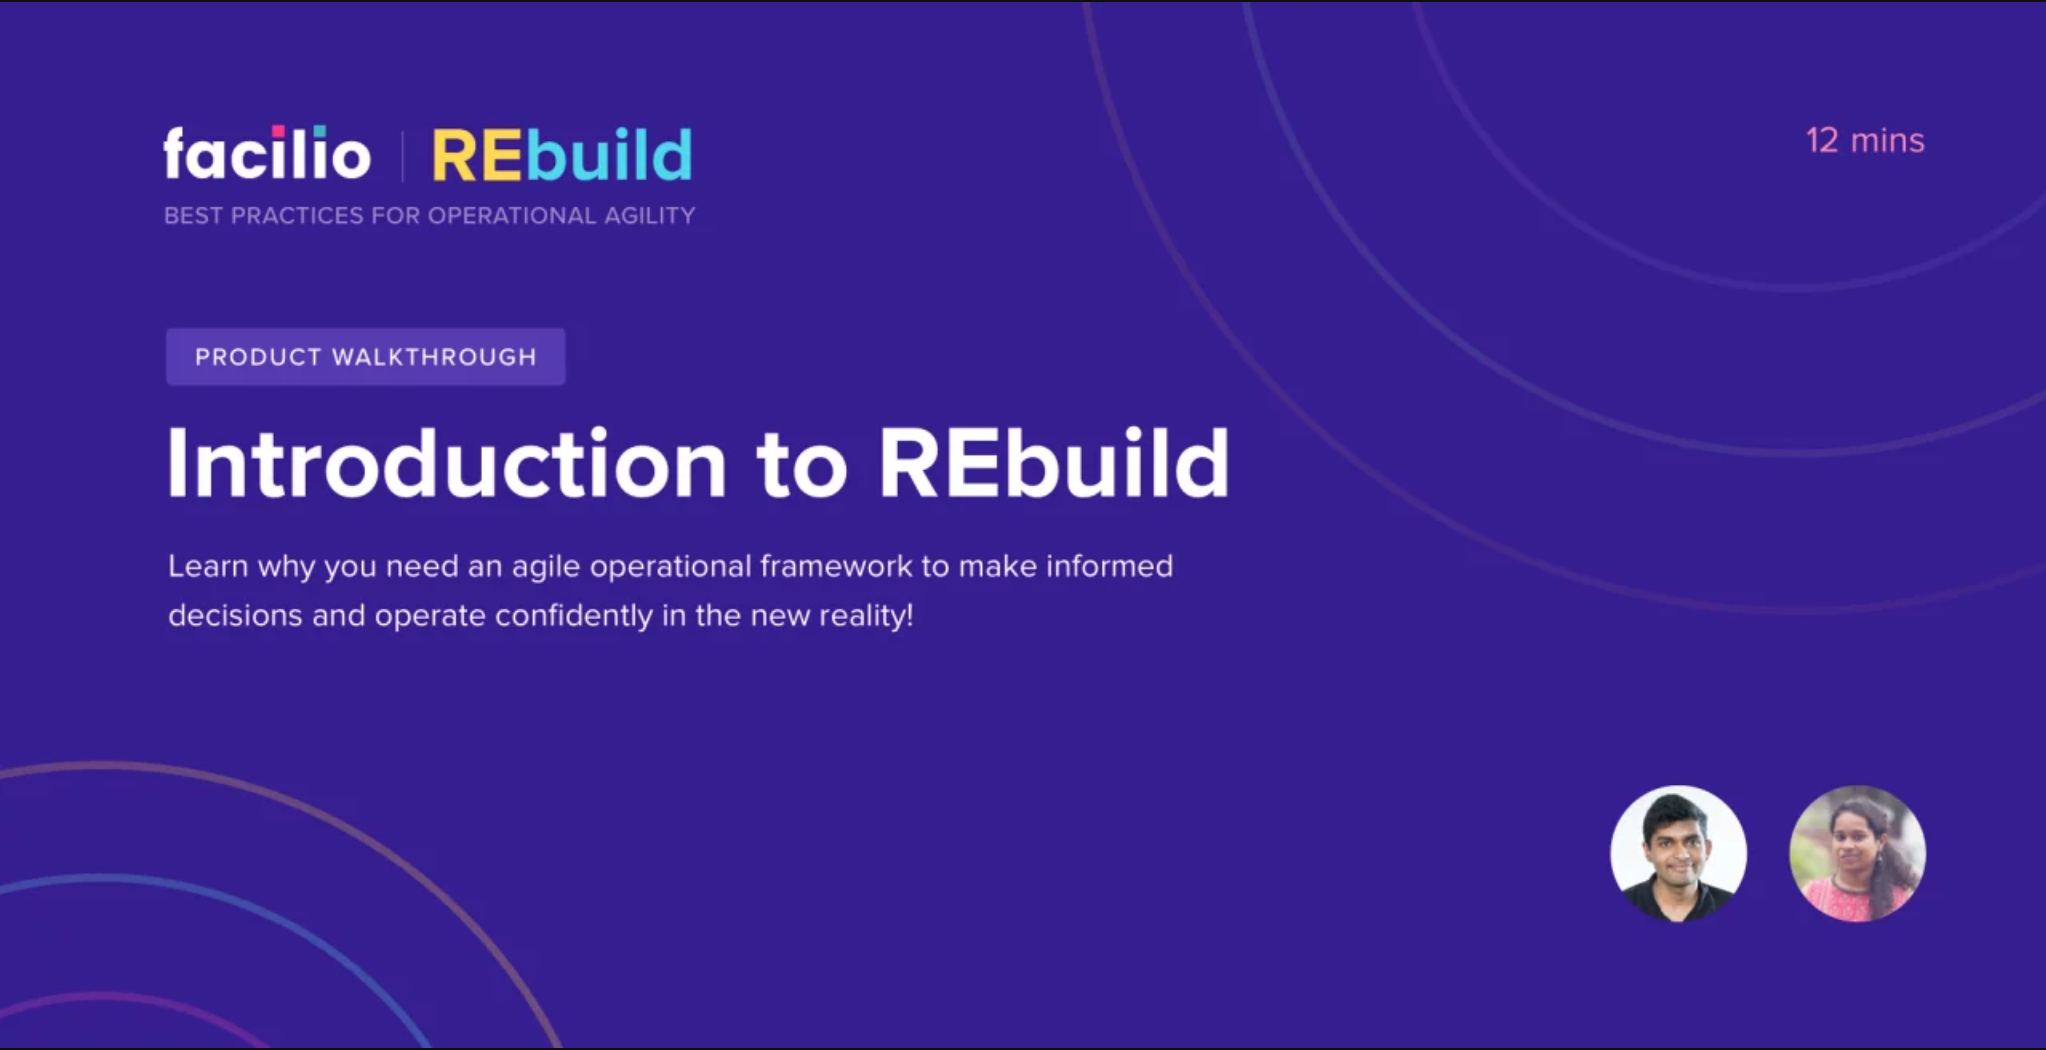 facilio | REbuild
12 mins
BEST PRACTICES FOR OPERATIONAL AGILITY
PRODUCT WALKTHROUGH
Introduction to REbuild
Learn why you need an agile operational framework to make informed
decisions and operate confidently in the new reality!